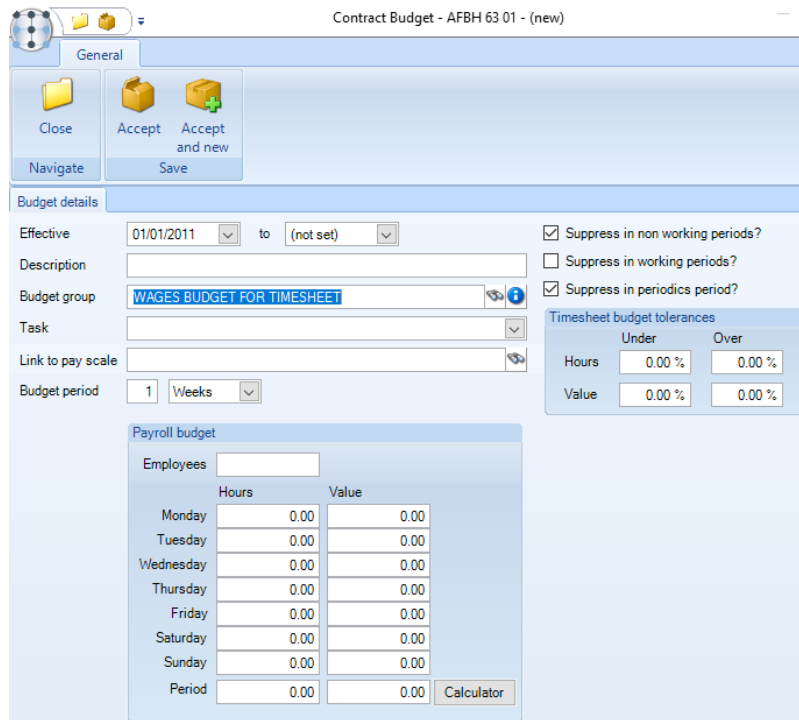 Contract Budget - AFBH 63 01 - (new)
General
Close
Accept
Accept and new
Navigate
Save
Budget details
Effective 01/01/2011 to (not set)
Description
Budget group WAGES BUDGET FOR TIMESHEET
Task
Link to pay scale
Budget period 1 Weeks
Suppress in non working periods?
Suppress in working periods?
Suppress in periodics period?
Timesheet budget tolerances
Under Over
Hours 0.00 % 0.00 %
Value 0.00 % 0.00 %
Payroll budget
Employees
Hours Value
Monday 0.00 0.00
Tuesday 0.00 0.00
Wednesday 0.00 0.00
Thursday 0.00 0.00
Friday 0.00 0.00
Saturday 0.00 0.00
Sunday 0.00 0.00
Period 0.00 0.00 Calculator